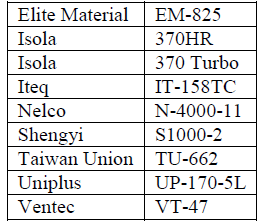 Elite Material EM-825
Isola 370HR
Isola 370 Turbo
Iteq IT-158TC
Nelco N-4000-11
Shengyi S1000-2
Taiwan Union TU-662
Uniplus UP-170-5L
Ventec VT-47